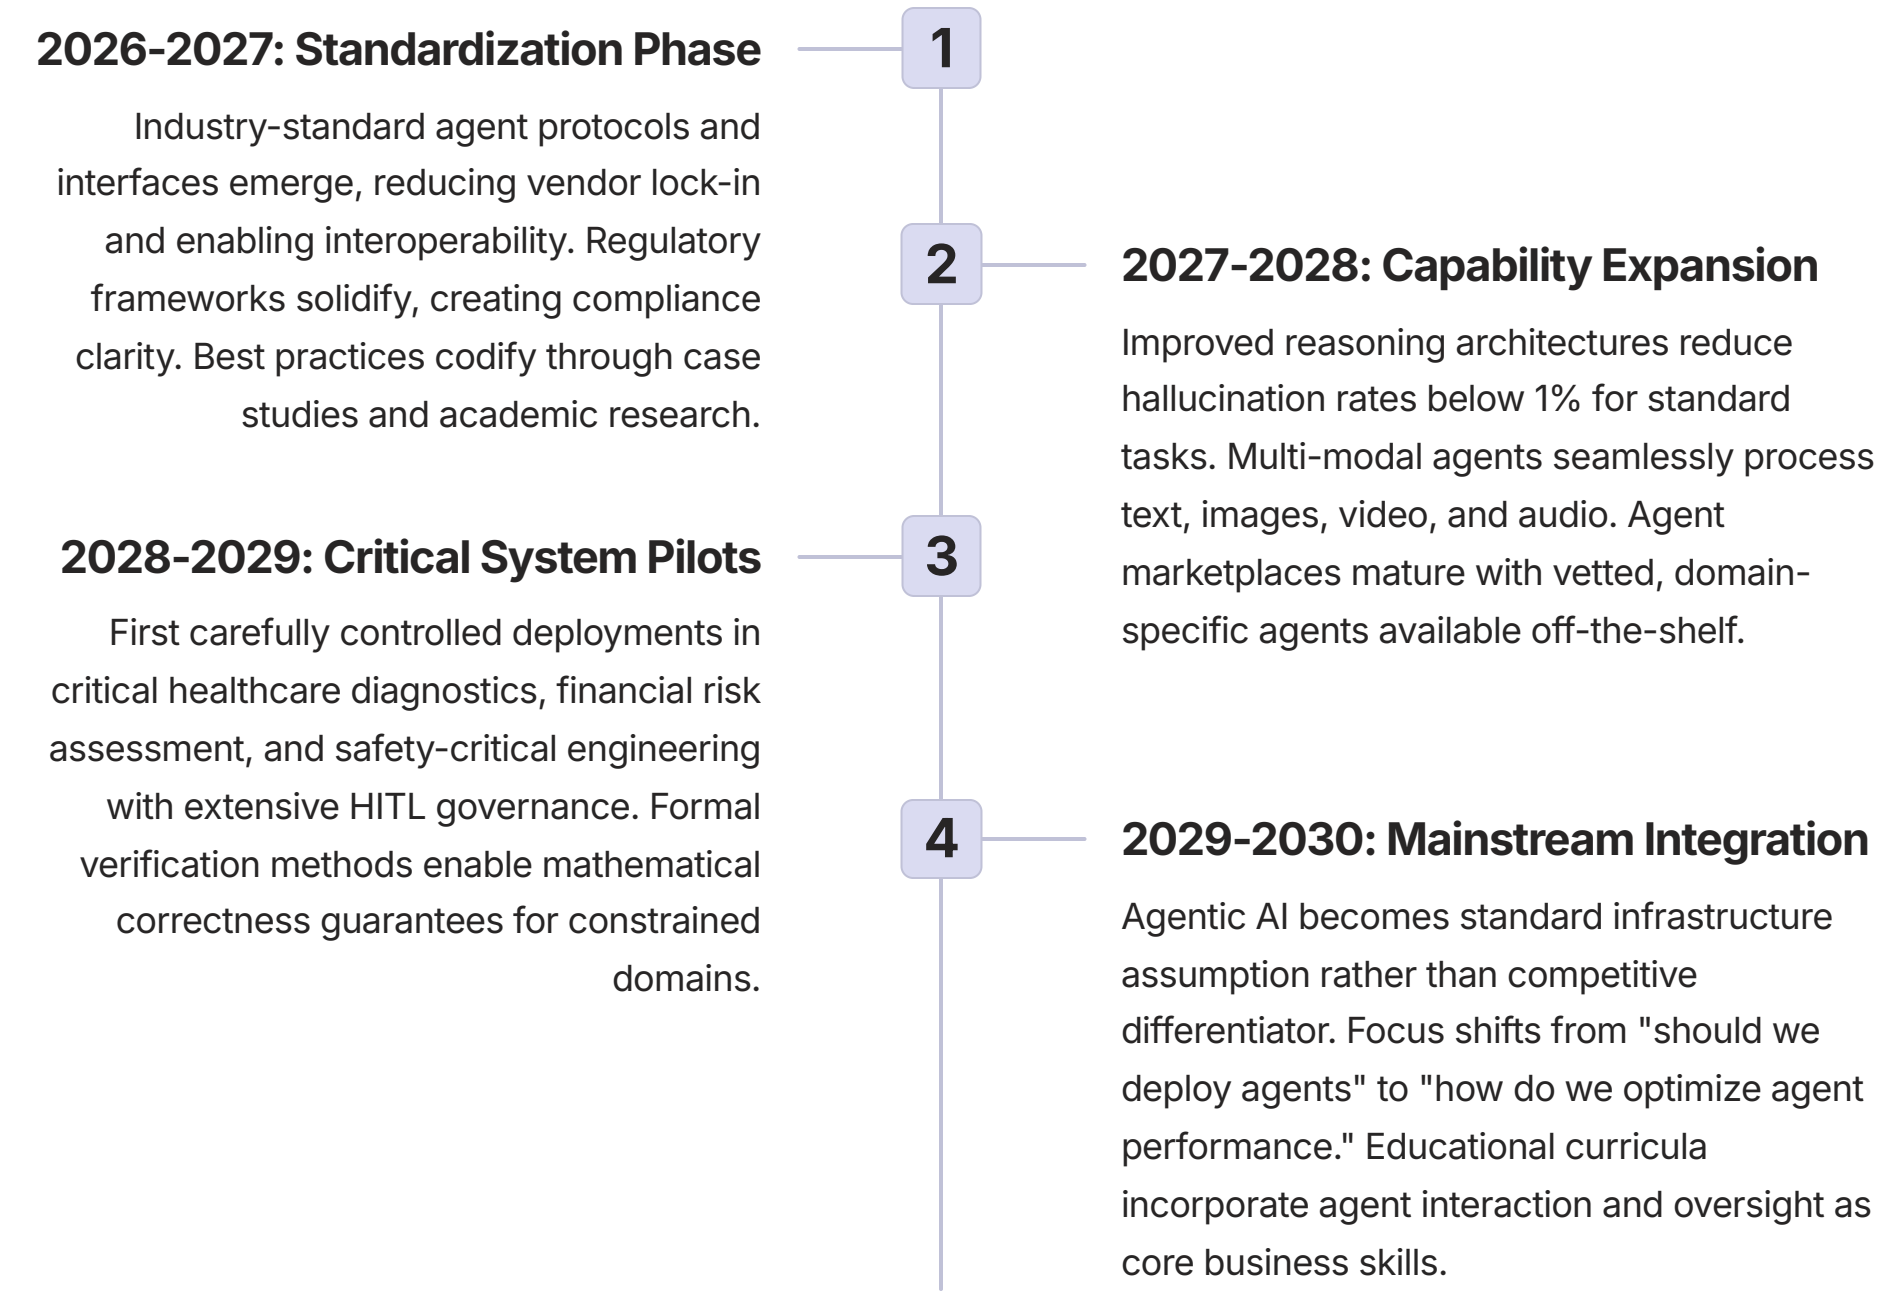 1
2026-2027: Standardization Phase
Industry-standard agent protocols and
interfaces emerge, reducing vendor lock-in
and enabling interoperability. Regulatory
frameworks solidify, creating compliance
clarity. Best practices codify through case
studies and academic research.
2
2027-2028: Capability Expansion
Improved reasoning architectures reduce
hallucination rates below 1% for standard
tasks. Multi-modal agents seamlessly process
text, images, video, and audio. Agent
marketplaces mature with vetted, domain-
specific agents available off-the-shelf.
3
2028-2029: Critical System Pilots
First carefully controlled deployments in
critical healthcare diagnostics, financial risk
assessment, and safety-critical engineering
with extensive HITL governance. Formal
verification methods enable mathematical
correctness guarantees for constrained
domains.
4
2029-2030: Mainstream Integration
Agentic AI becomes standard infrastructure
assumption rather than competitive
differentiator. Focus shifts from "should we
deploy agents" to "how do we optimize agent
performance." Educational curricula
incorporate agent interaction and oversight as
core business skills.